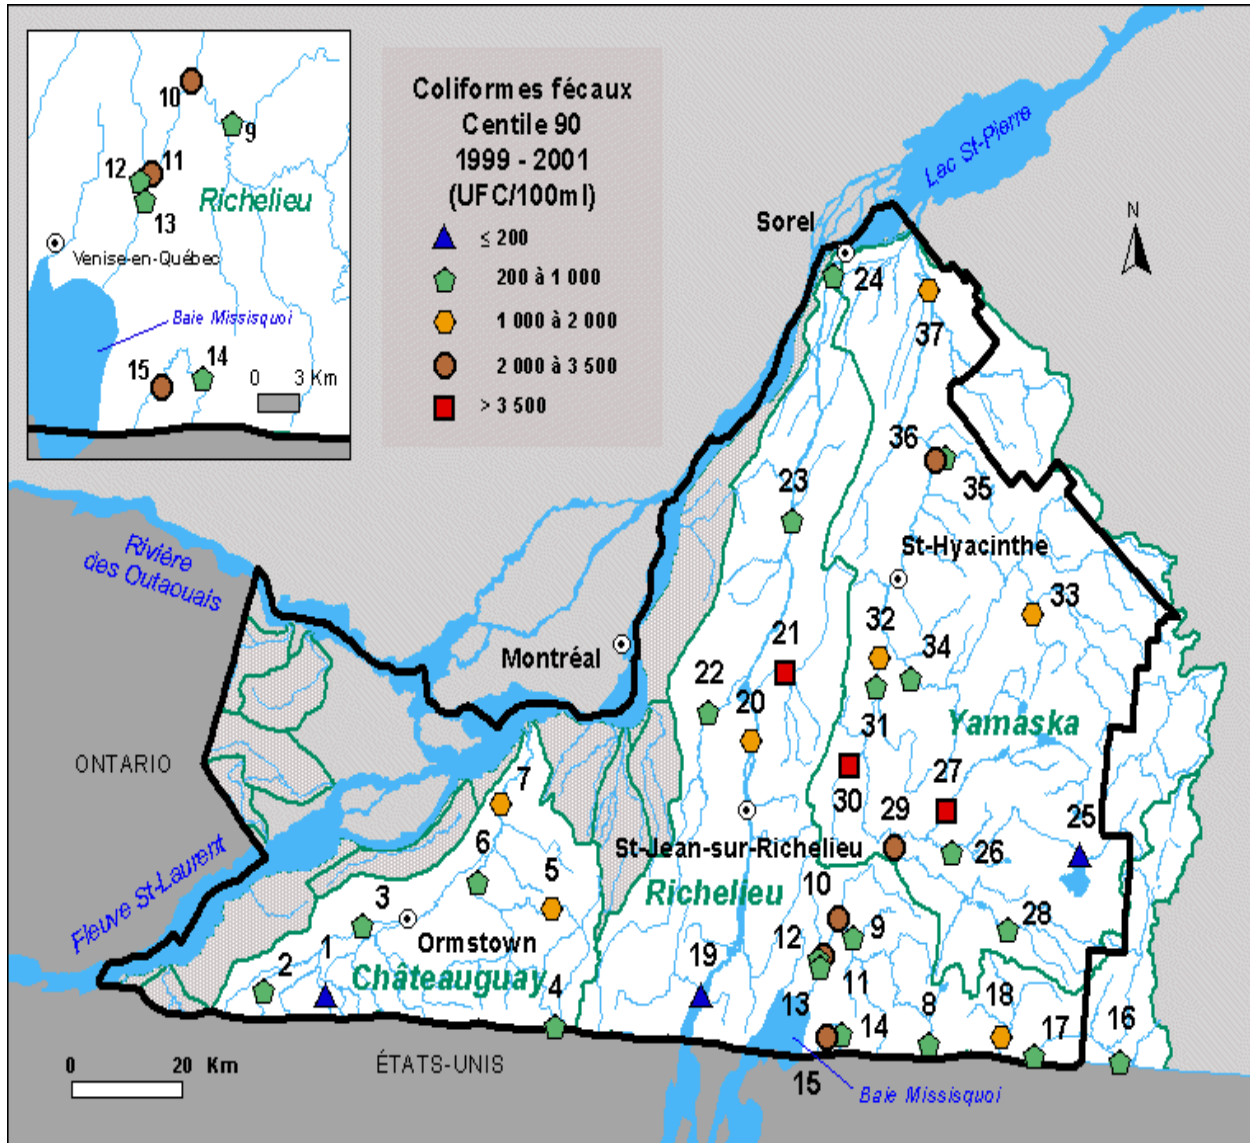 10
9
11
12
Richelieu
13
Venise-en-Québec
Baie Missisquoi
14
15
0 3 Km
Coliformes fécaux
Centile 90
1999 - 2001
(UFC/100ml)
≤ 200
200 à 1 000
1 000 à 2 000
2 000 à 3 500
> 3 500
Lac St-Pierre
N
Sorel
24
37
36
35
23
St-Hyacinthe
Rivière
des Outaouais
33
32
34
21
Montréal
22
20
31
Yamaska
ONTARIO
7
30
29
27
25
St-Jean-sur-Richelieu
26
6
5
Richelieu
10
Fleuve St-Laurent
3
9
28
Ormstown
12
2
1
Châteauguay
19
11
4
13
14
8
18
17
16
0 20 Km
ÉTATS-UNIS
15
Baie Missisquoi